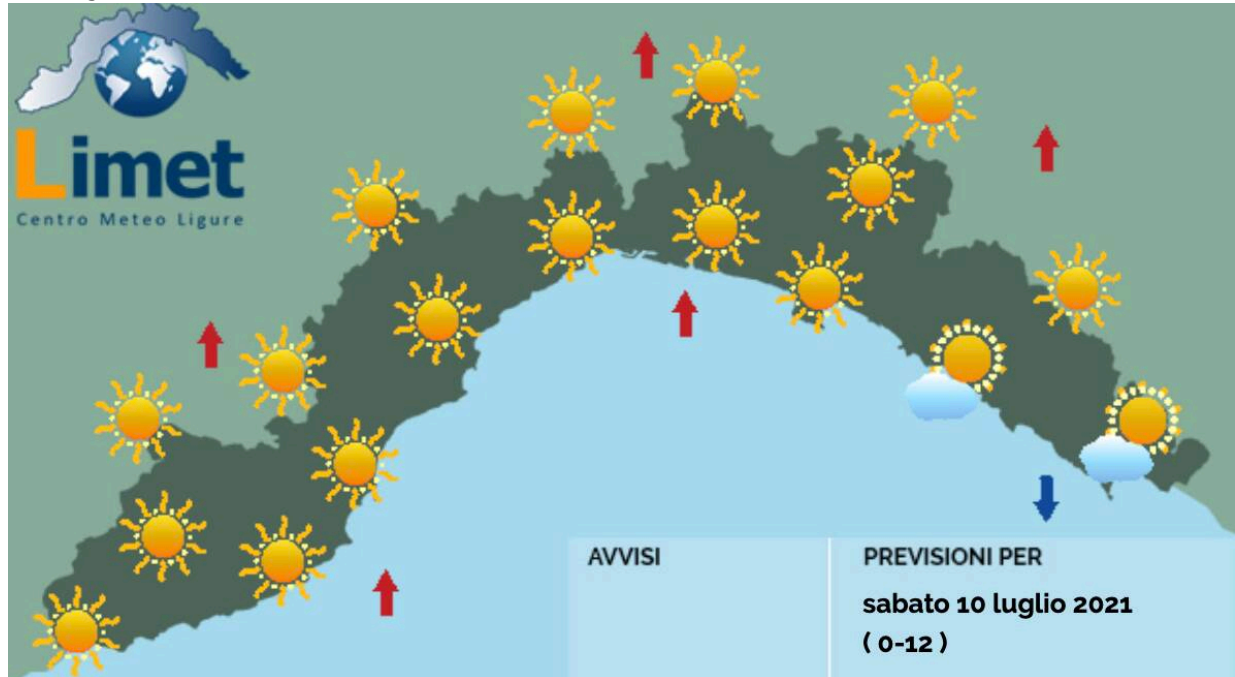 Limet
Centro Meteo Ligure
AVVISI
PREVISIONI PER
sabato 10 luglio 2021
( 0-12 )